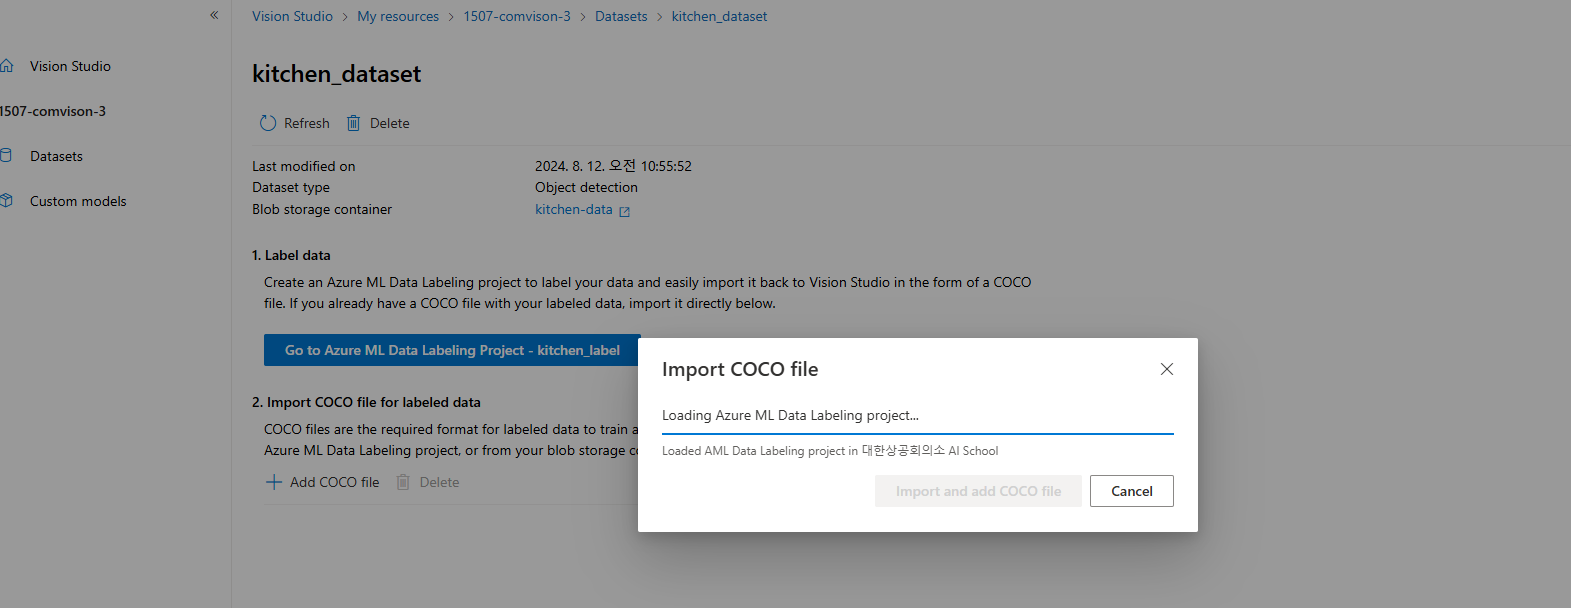 Vision Studio > My resources > 1507-comvison-3 > Datasets > kitchen_dataset
Vision Studio
1507-comvison-3
Datasets
Custom models
kitchen_dataset
Refresh Delete
Last modified on 2024. 8. 12. 오전 10:55:52
Dataset type Object detection
Blob storage container kitchen-data
1. Label data
Create an Azure ML Data Labeling project to label your data and easily import it back to Vision Studio in the form of a COCO
file. If you already have a COCO file with your labeled data, import it directly below.
Go to Azure ML Data Labeling Project - kitchen_label
2. Import COCO file for labeled data
COCO files are the required format for labeled data to train a
Azure ML Data Labeling project, or from your blob storage c
Add COCO file Delete
Import COCO file
Loading Azure ML Data Labeling project...
Loaded AML Data Labeling project in 대한상공회의소 AI School
Import and add COCO file Cancel